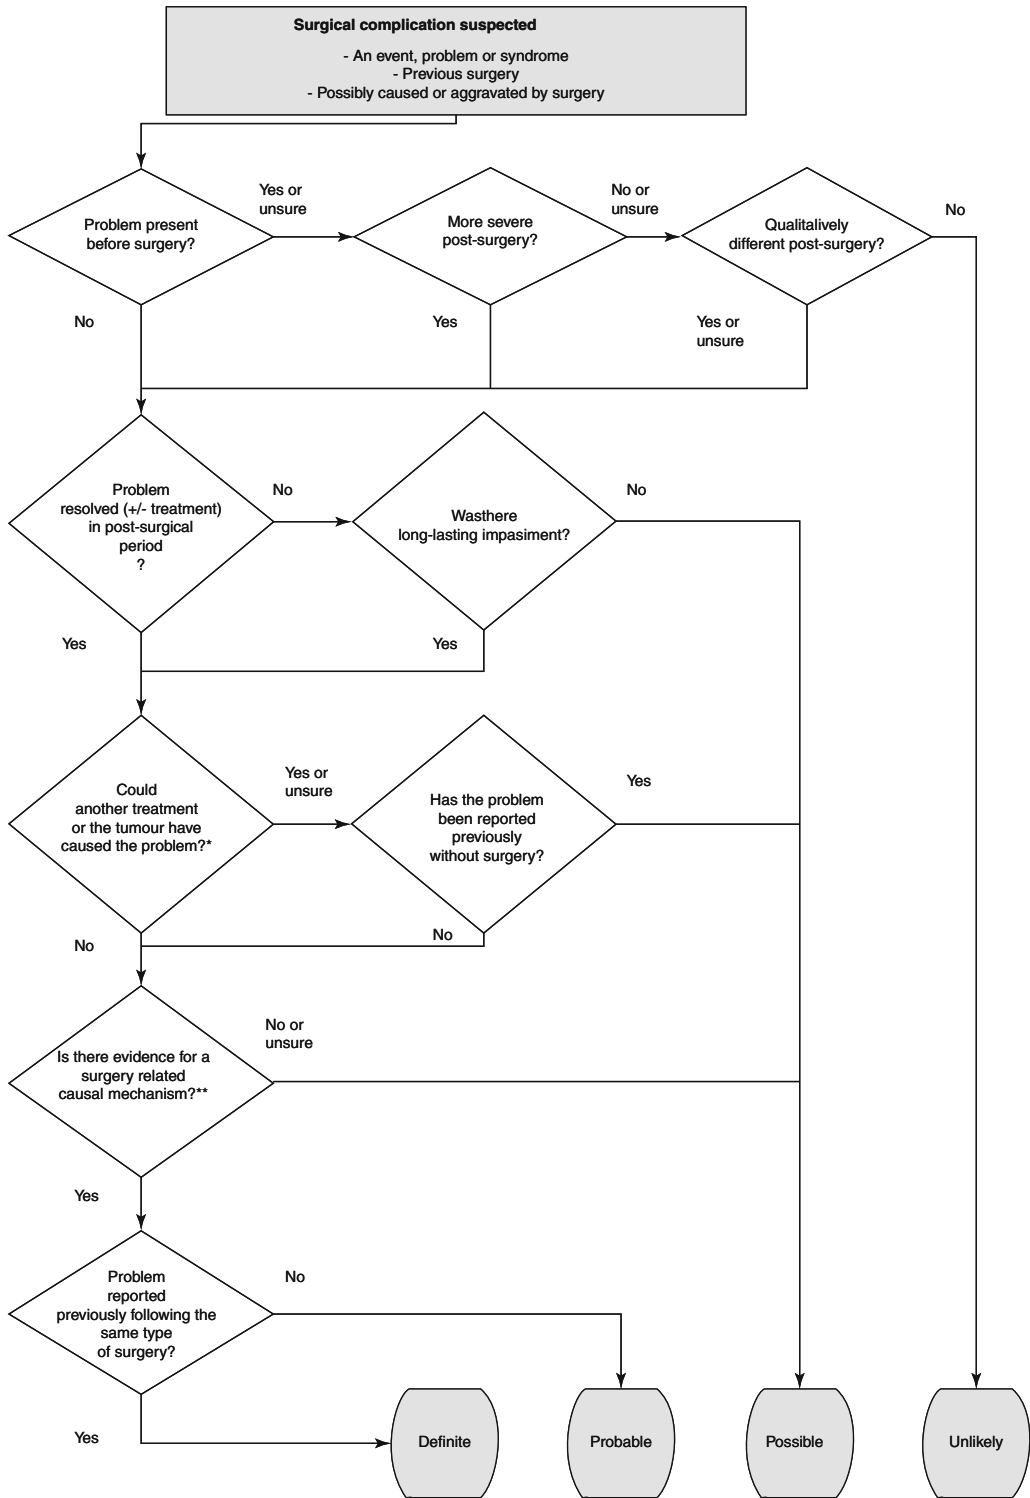 Surgical complication suspected
- An event, problem or syndrome
- Previous surgery
- Possibly caused or aggravated by surgery
Problem present
before surgery?
Yes or
unsure
More severe
post-surgery?
No or
unsure
Qualitalively
different post-surgery?
No
No
Yes
Yes or
unsure
Problem
resolved (+/- treatment)
in post-surgical
period
?
No
Wasthere
long-lasting impasiment?
No
Yes
Yes
Could
another treatment
or the tumour have
caused the problem?*
Yes or
unsure
Has the problem
been reported
previously
without surgery?
Yes
No
No
Is there evidence for a
surgery related
causal mechanism?**
No or
unsure
Yes
Problem
reported
previously following the
same type
of surgery?
No
Yes
Definite
Probable
Possible
Unlikely